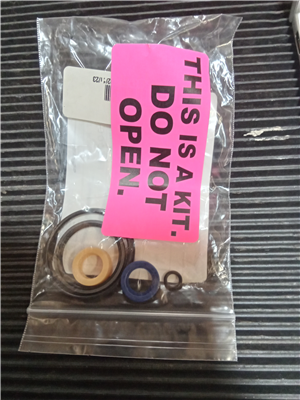 THIS IS A KIT.
DO NOT
OPEN.